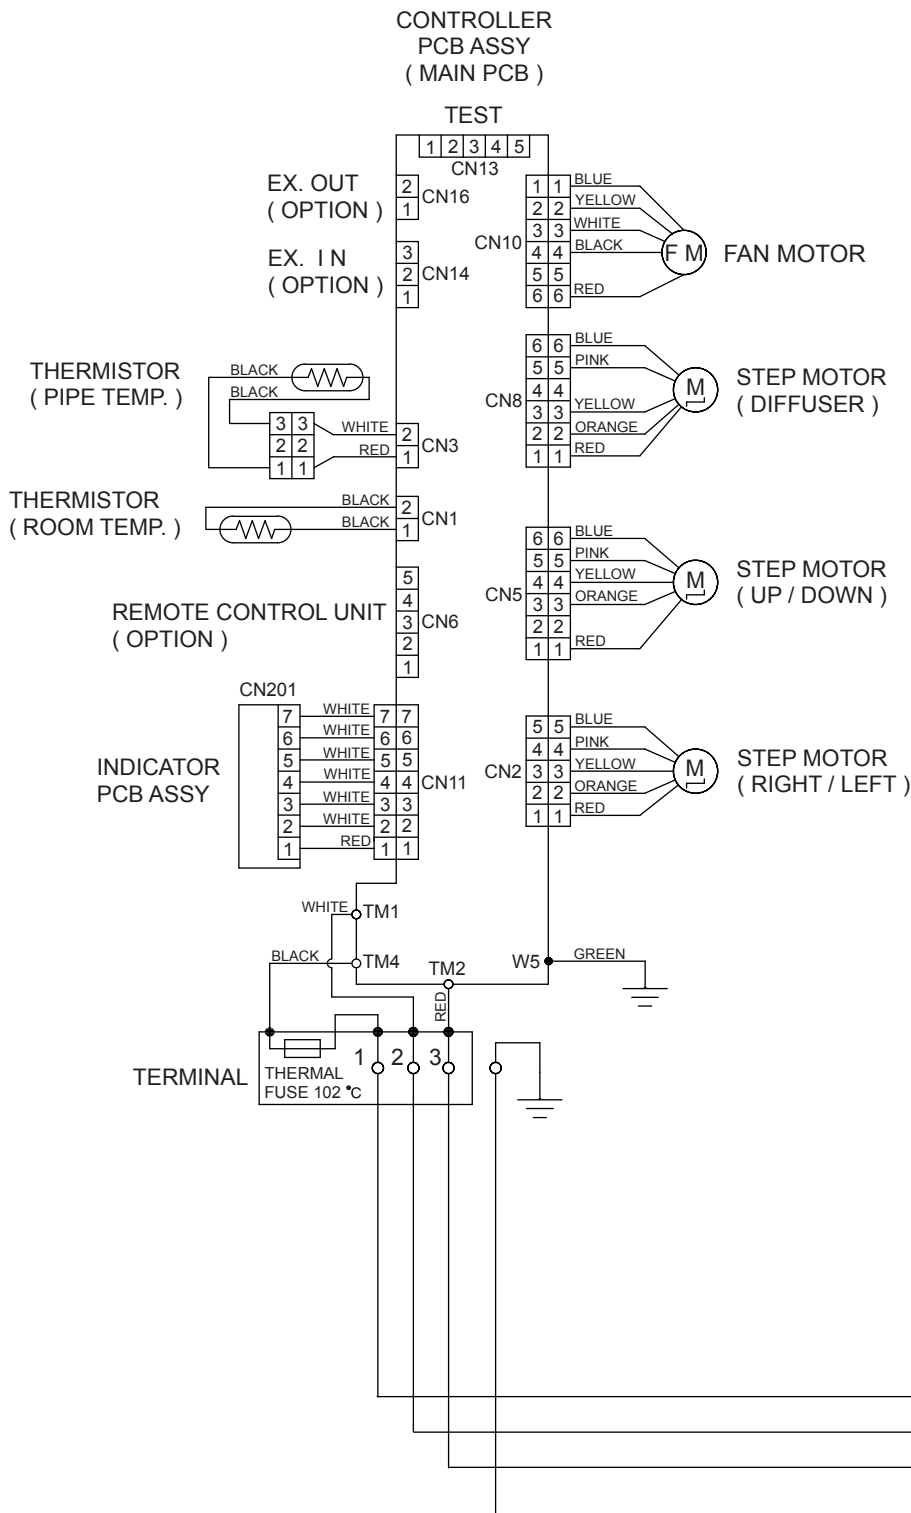 CONTROLLER
PCB ASSY
( MAIN PCB )
TEST
1 2 3 4 5
CN13
EX. OUT
( OPTION )
2
1
CN16
EX. I N
( OPTION )
3
2
1
CN14
CN10
1 1 BLUE
2 2 YELLOW
3 3 WHITE
4 4 BLACK
5 5
6 6 RED
F M
FAN MOTOR
THERMISTOR
( PIPE TEMP. )
BLACK
BLACK
3 3 WHITE 2
2 2
1 1 RED 1
CN3
CN8
6 6 BLUE
5 5 PINK
4 4
3 3 YELLOW
2 2 ORANGE
1 1 RED
M
STEP MOTOR
( DIFFUSER )
THERMISTOR
( ROOM TEMP. )
BLACK 2
BLACK 1
CN1
REMOTE CONTROL UNIT
( OPTION )
5
4
3
2
1
CN6
CN5
6 6 BLUE
5 5 PINK
4 4 YELLOW
3 3 ORANGE
2 2
1 1 RED
M
STEP MOTOR
( UP / DOWN )
CN201
INDICATOR
PCB ASSY
7 WHITE 7 7
6 WHITE 6 6
5 WHITE 5 5
4 WHITE 4 4
3 WHITE 3 3
2 WHITE 2 2
1 RED 1 1
CN11
CN2
5 5 BLUE
4 4 PINK
3 3 YELLOW
2 2 ORANGE
1 1 RED
M
STEP MOTOR
( RIGHT / LEFT )
WHITE TM1
BLACK TM4
TM2
W5 GREEN
RED
TERMINAL
1 2 3
THERMAL
FUSE 102 °C